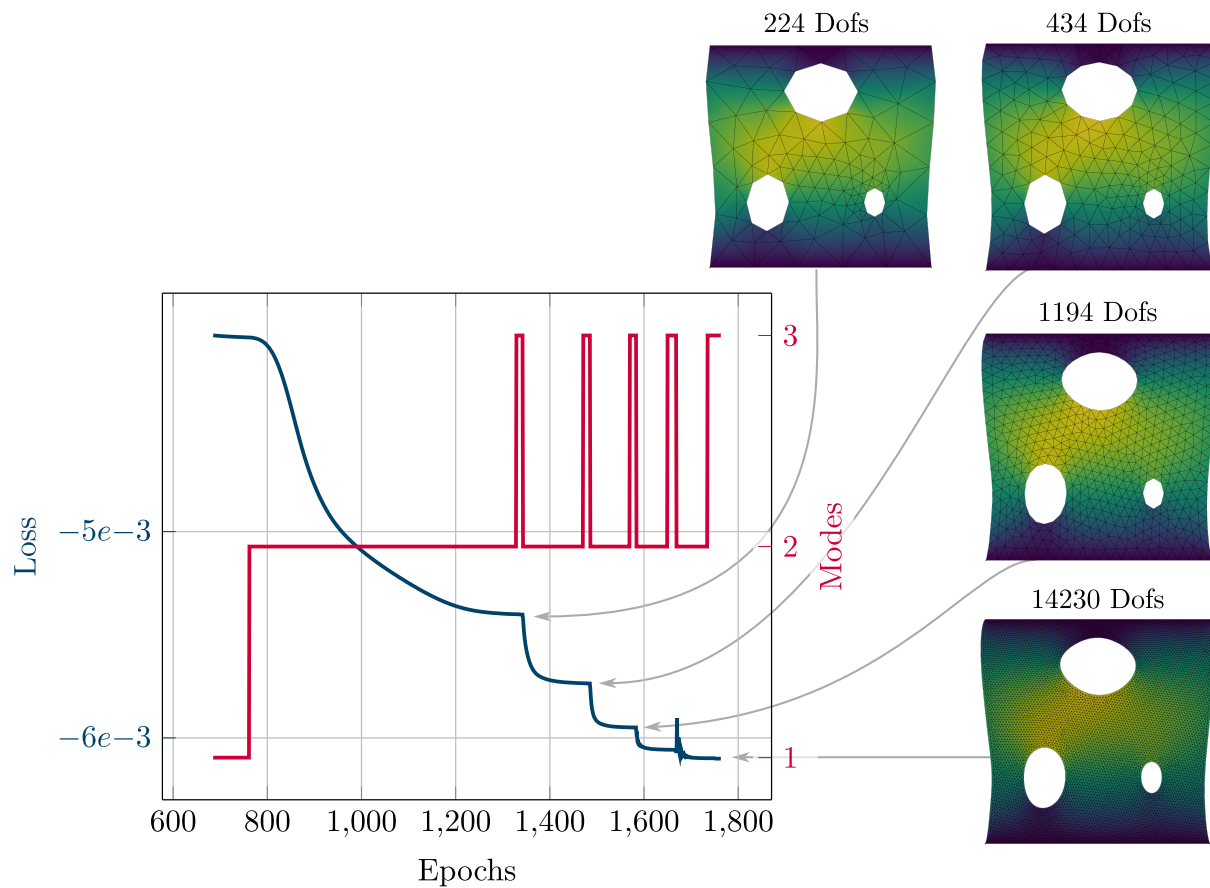 224 Dofs
434 Dofs
1194 Dofs
14230 Dofs
3
2
1
Modes
−5e−3
−6e−3
Loss
600 800 1,000 1,200 1,400 1,600 1,800
Epochs